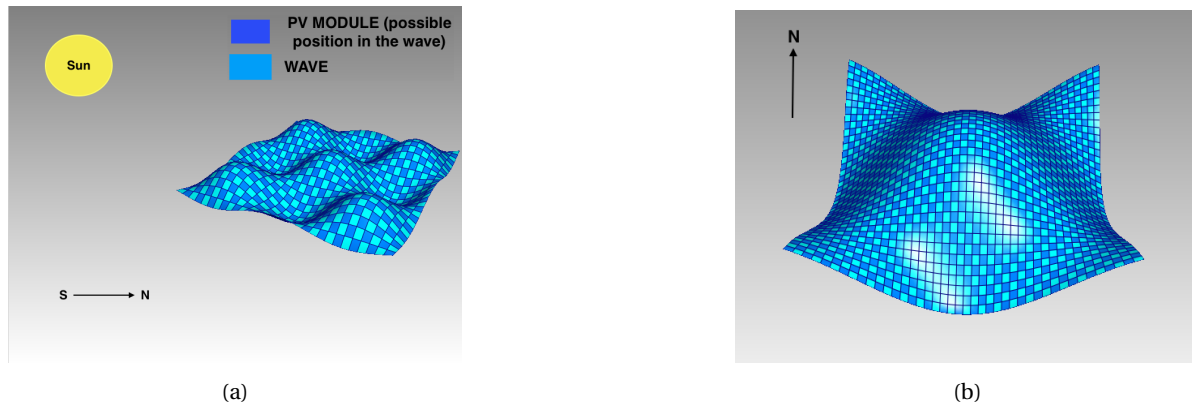 Sun
PV MODULE (possible
position in the wave)
WAVE
S N
(a)
N
(b)